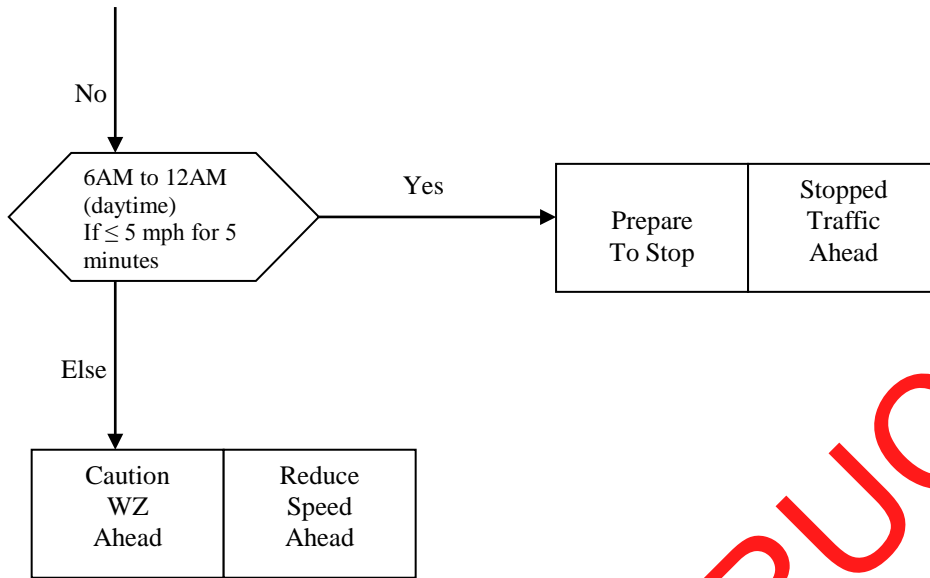 No
6AM to 12AM
(daytime)
If ≤ 5 mph for 5
minutes
Yes
Prepare
To Stop
Stopped
Traffic
Ahead
Else
Caution
WZ
Ahead
Reduce
Speed
Ahead